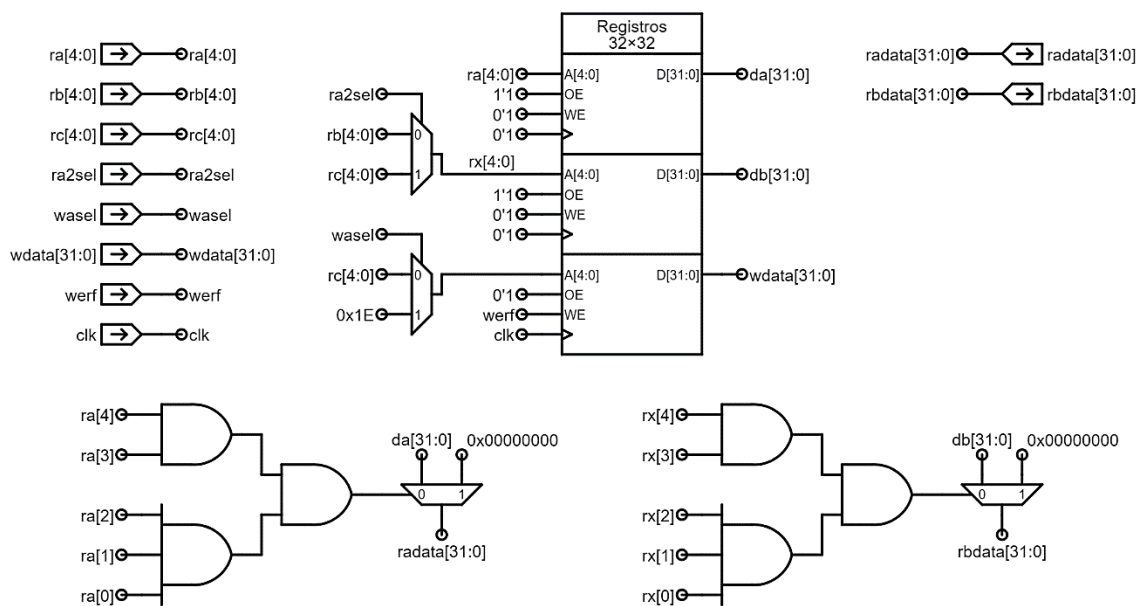 ra[4:0] ra[4:0]
rb[4:0] rb[4:0]
rc[4:0] rc[4:0]
ra2sel ra2sel
wasel wasel
wdata[31:0] wdata[31:0]
werf werf
clk clk
Registros
32×32
ra[4:0] A[4:0] D[31:0] da[31:0]
1'1 OE
0'1 WE
0'1
ra2sel
rb[4:0] 0
rc[4:0] 1
rx[4:0] A[4:0] D[31:0] db[31:0]
1'1 OE
0'1 WE
0'1
wasel
rc[4:0] 0
0x1E 1
A[4:0] D[31:0] wdata[31:0]
0'1 OE
werf WE
clk
radata[31:0] radata[31:0]
rbdata[31:0] rbdata[31:0]
ra[4]
ra[3]
ra[2]
ra[1]
ra[0]
da[31:0] 0x00000000
0 1
radata[31:0]
rx[4]
rx[3]
rx[2]
rx[1]
rx[0]
db[31:0] 0x00000000
0 1
rbdata[31:0]